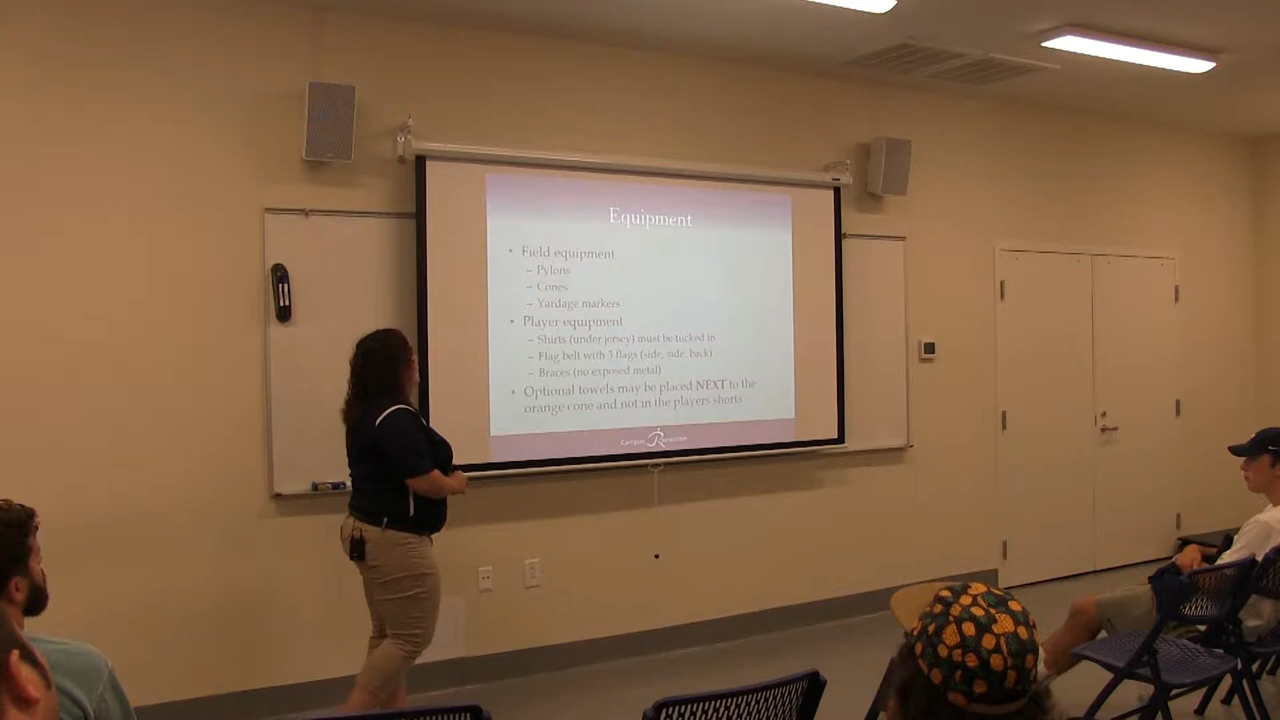 Equipment
• Field equipment
– Pylons
– Cones
– Yardage markers
• Player equipment
– Shirts (under jersey) must be tucked in
– Flag belt with 3 flags (side, side, back)
– Braces (no exposed metal)
• Optional towels may be placed NEXT to the
orange cone and not in the players shorts
Campus Recreation